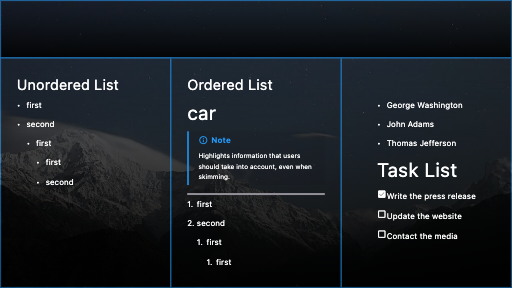 Unordered List
• first
• second
• first
• first
• second
Ordered List
car
Note
Highlights information that users
should take into account, even when
skimming.
1. first
2. second
1. first
1. first
• George Washington
• John Adams
• Thomas Jefferson
Task List
Write the press release
Update the website
Contact the media